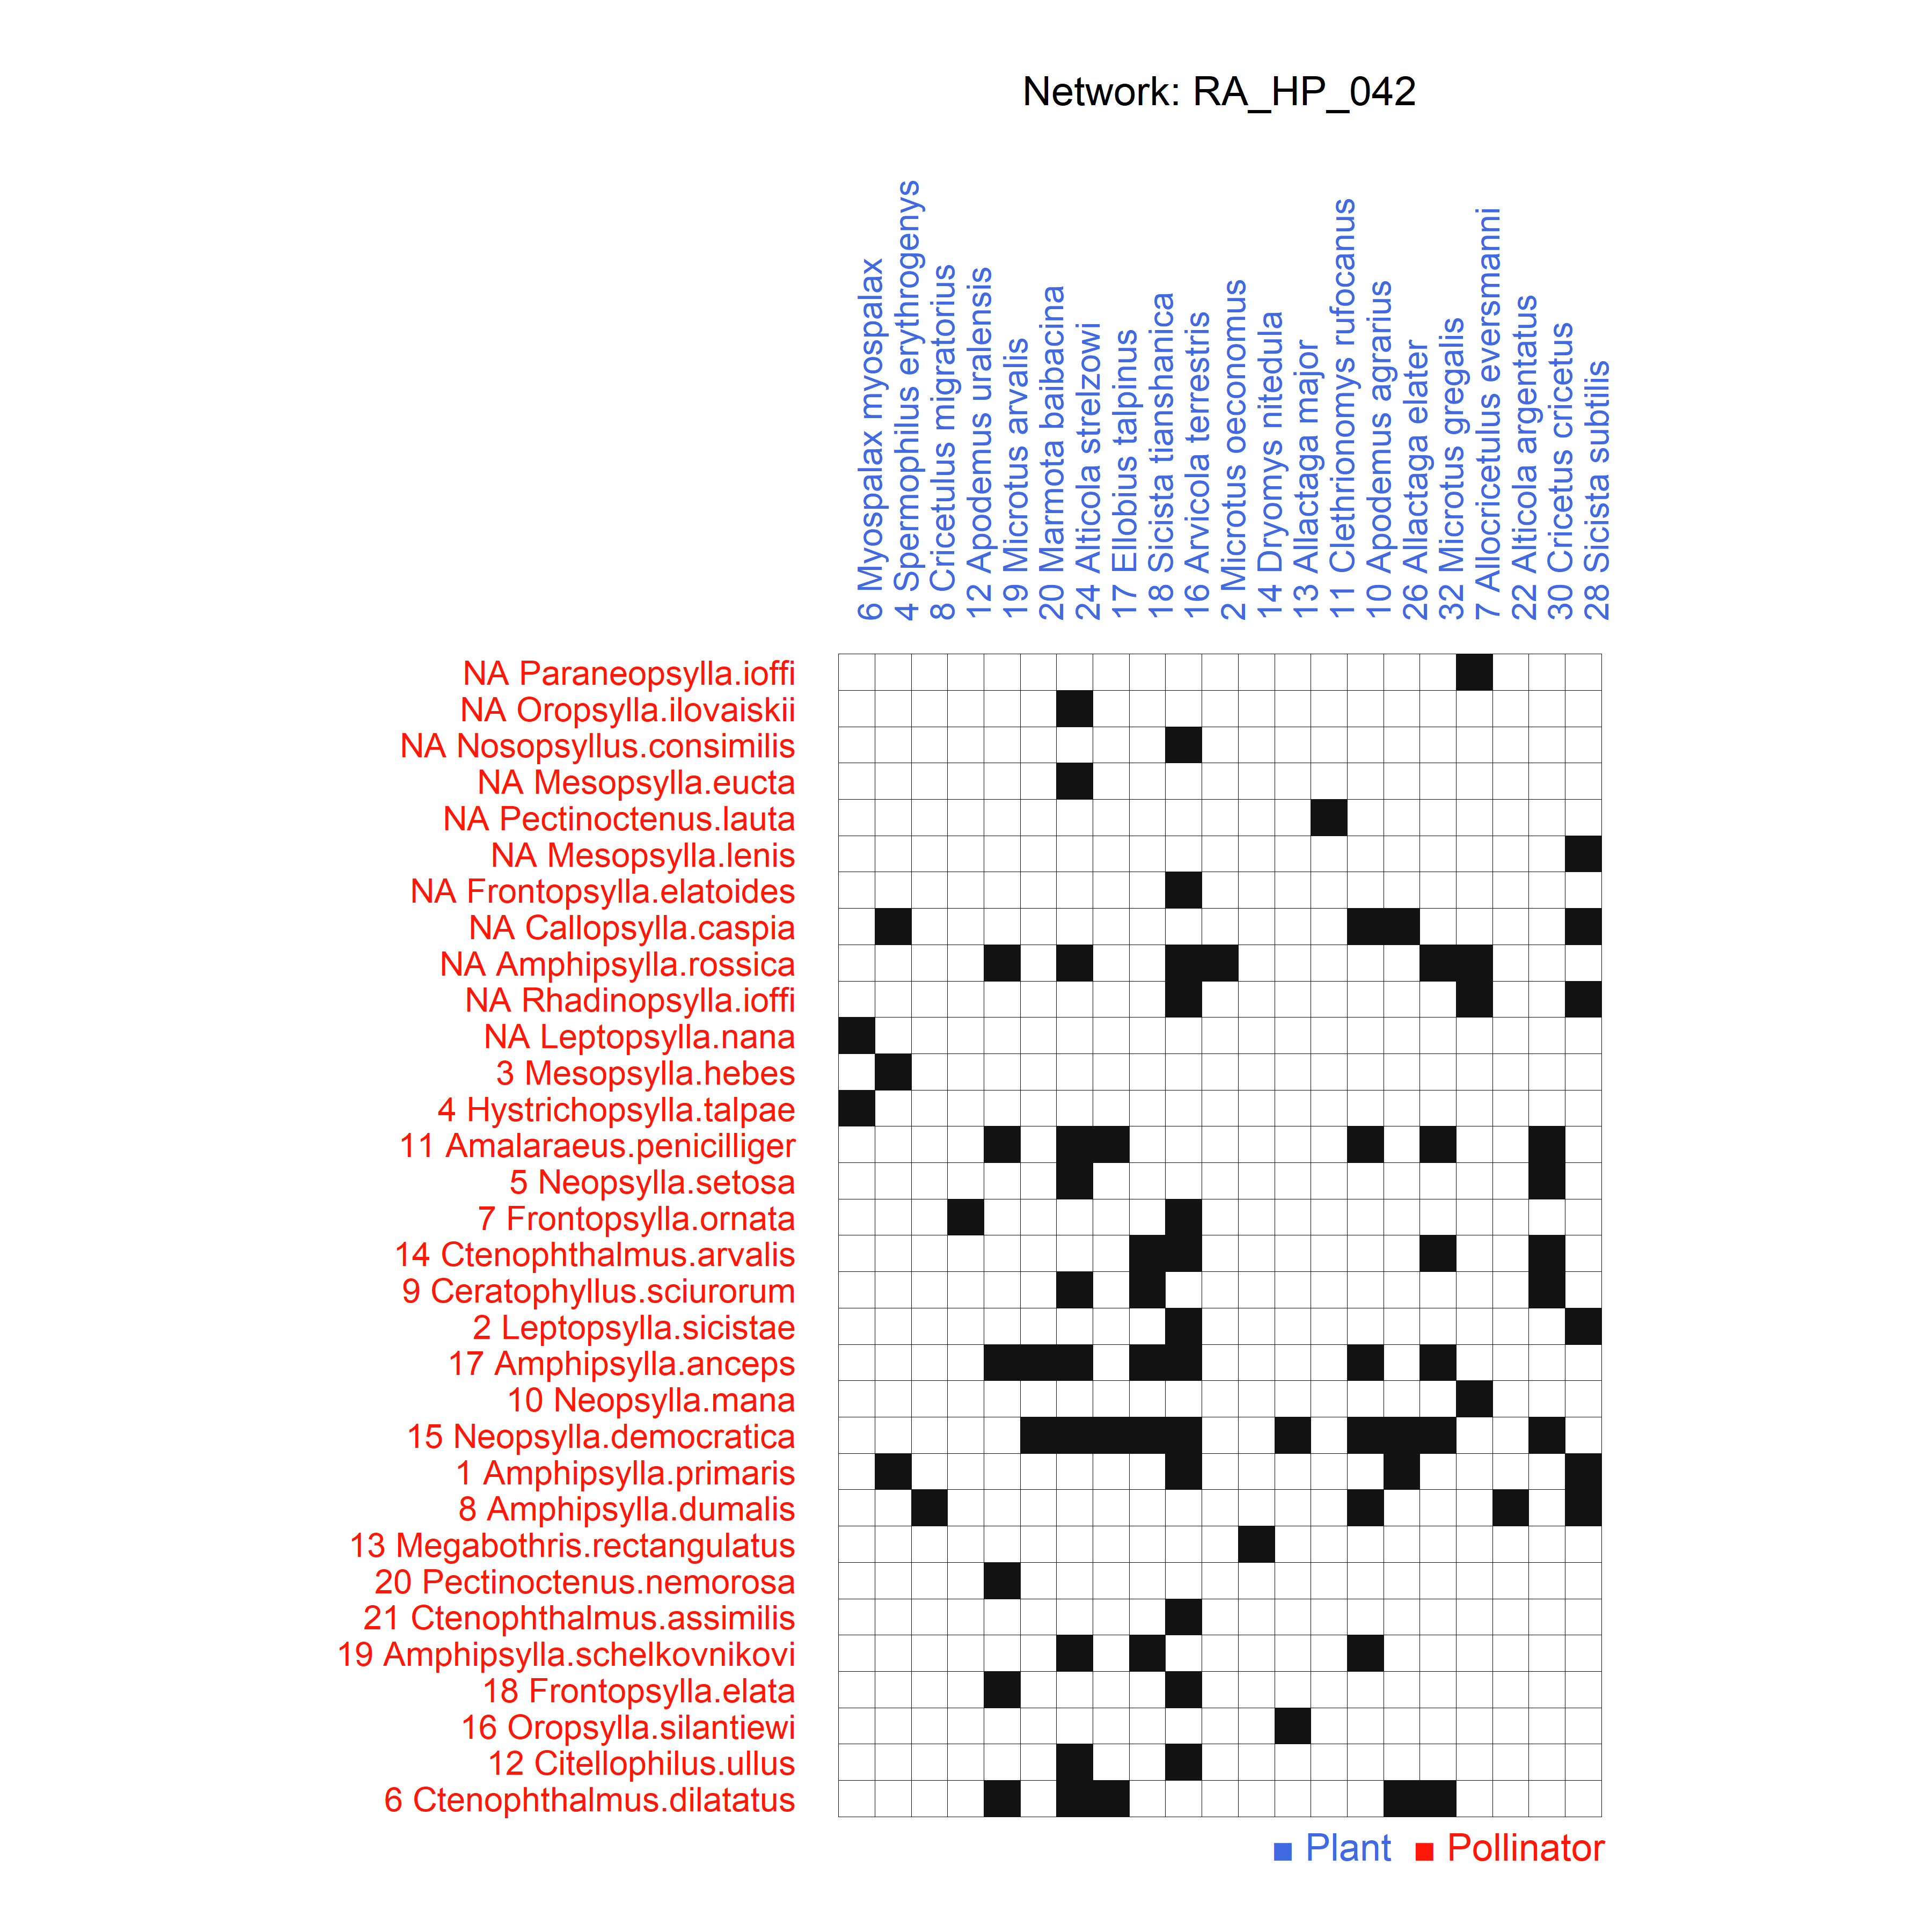 Network: RA_HP_042
6 Myospalax myospalax
4 Spermophilus erythrogenys
8 Cricetulus migratorius
12 Apodemus uralensis
19 Microtus arvalis
20 Marmota baibacina
24 Alticola strelzowi
17 Ellobius talpinus
18 Sicista tianshanica
16 Arvicola terrestris
2 Microtus oeconomus
14 Dryomys nitedula
13 Allactaga major
11 Clethrionomys rufocanus
10 Apodemus agrarius
26 Allactaga elater
32 Microtus gregalis
7 Allocricetulus eversmanni
22 Alticola argentatus
30 Cricetus cricetus
28 Sicista subtilis
NA Paraneopsylla.ioffi
NA Oropsylla.ilovaiskii
NA Nosopsyllus.consimilis
NA Mesopsylla.eucta
NA Pectinoctenus.lauta
NA Mesopsylla.lenis
NA Frontopsylla.elatoides
NA Callopsylla.caspia
NA Amphipsylla.rossica
NA Rhadinopsylla.ioffi
NA Leptopsylla.nana
3 Mesopsylla.hebes
4 Hystrichopsylla.talpae
11 Amalaraeus.penicilliger
5 Neopsylla.setosa
7 Frontopsylla.ornata
14 Ctenophthalmus.arvalis
9 Ceratophyllus.sciurorum
2 Leptopsylla.sicistae
17 Amphipsylla.anceps
10 Neopsylla.mana
15 Neopsylla.democratica
1 Amphipsylla.primaris
8 Amphipsylla.dumalis
13 Megabothris.rectangulatus
20 Pectinoctenus.nemorosa
21 Ctenophthalmus.assimilis
19 Amphipsylla.schelkovnikovi
18 Frontopsylla.elata
16 Oropsylla.silantiewi
12 Citellophilus.ullus
6 Ctenophthalmus.dilatatus
Plant Pollinator